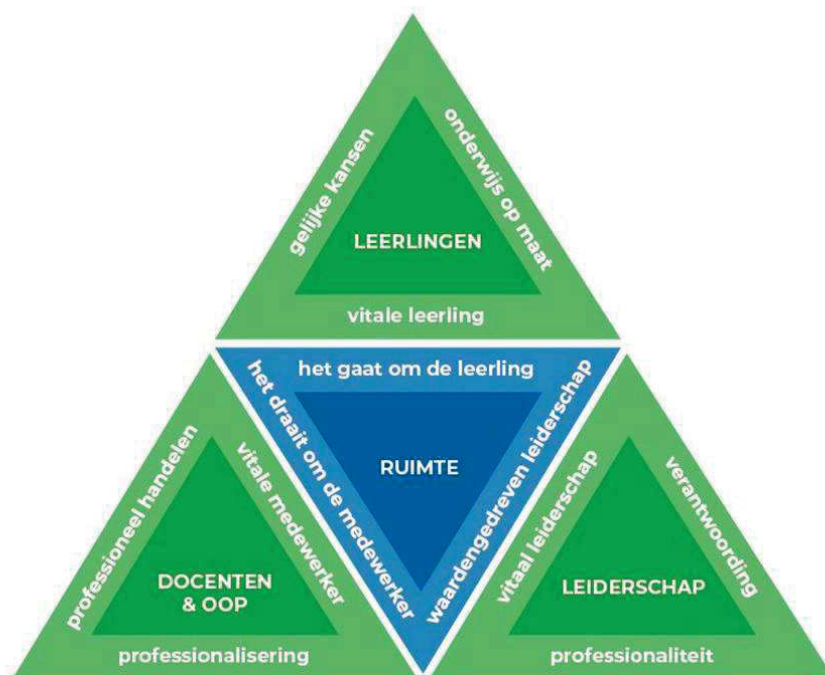 gelijke kansen
onderwijs op maat
LEERLINGEN
vitale leerling
het gaat om de leerling
het draait om de medewerker
waardengedreven leiderschap
RUIMTE
professioneel handelen
vitale medewerker
DOCENTEN
& OOP
professionalisering
vitaal leiderschap
verantwoording
LEIDERSCHAP
professionaliteit